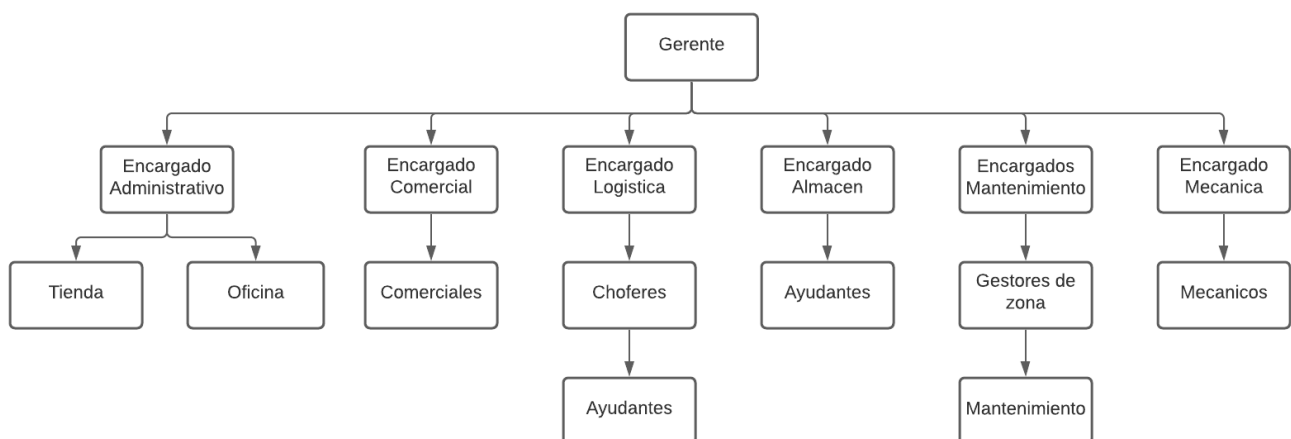 Gerente
Encargado
Administrativo
Encargado
Comercial
Encargado
Logistica
Encargado
Almacen
Encargados
Mantenimiento
Encargado
Mecanica
Tienda
Oficina
Comerciales
Choferes
Ayudantes
Gestores de
zona
Mecanicos
Ayudantes
Mantenimiento